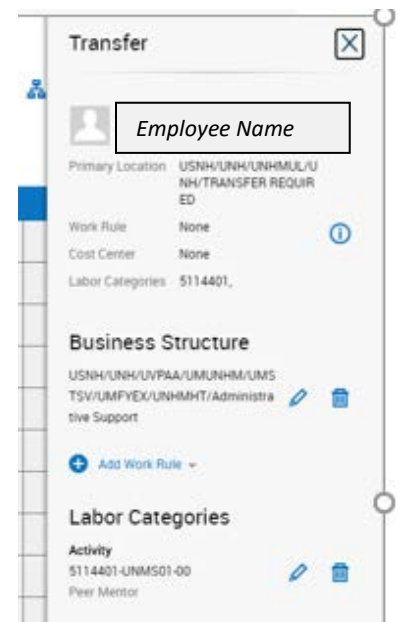 Transfer
Employee Name
Primary Location USNH/UNH/UNHMUL/U
NH/TRANSFER REQUIR
ED
Work Rule None
Cost Center None
Labor Categories 5114401,
Business Structure
USNH/UNH/UVPAA/UMUNHM/UMS
TSV/UMFYEX/UNHMHT/Administra
tive Support
Add Work Rule
Labor Categories
Activity
5114401-UNMS01-00
Peer Mentor